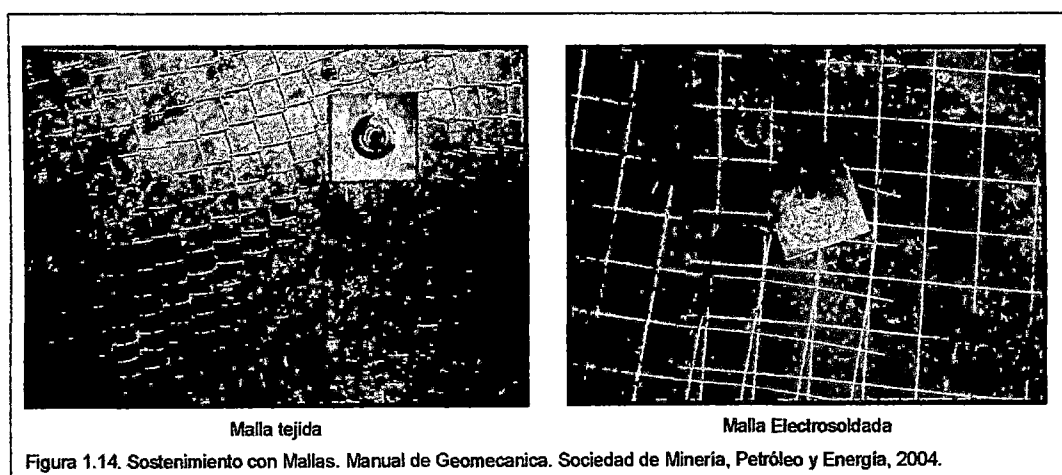 Malla tejida
Malla Electrosoldada
Figura 1.14. Sostenimiento con Mallas. Manual de Geomecanica. Sociedad de Minería, Petróleo y Energía, 2004.